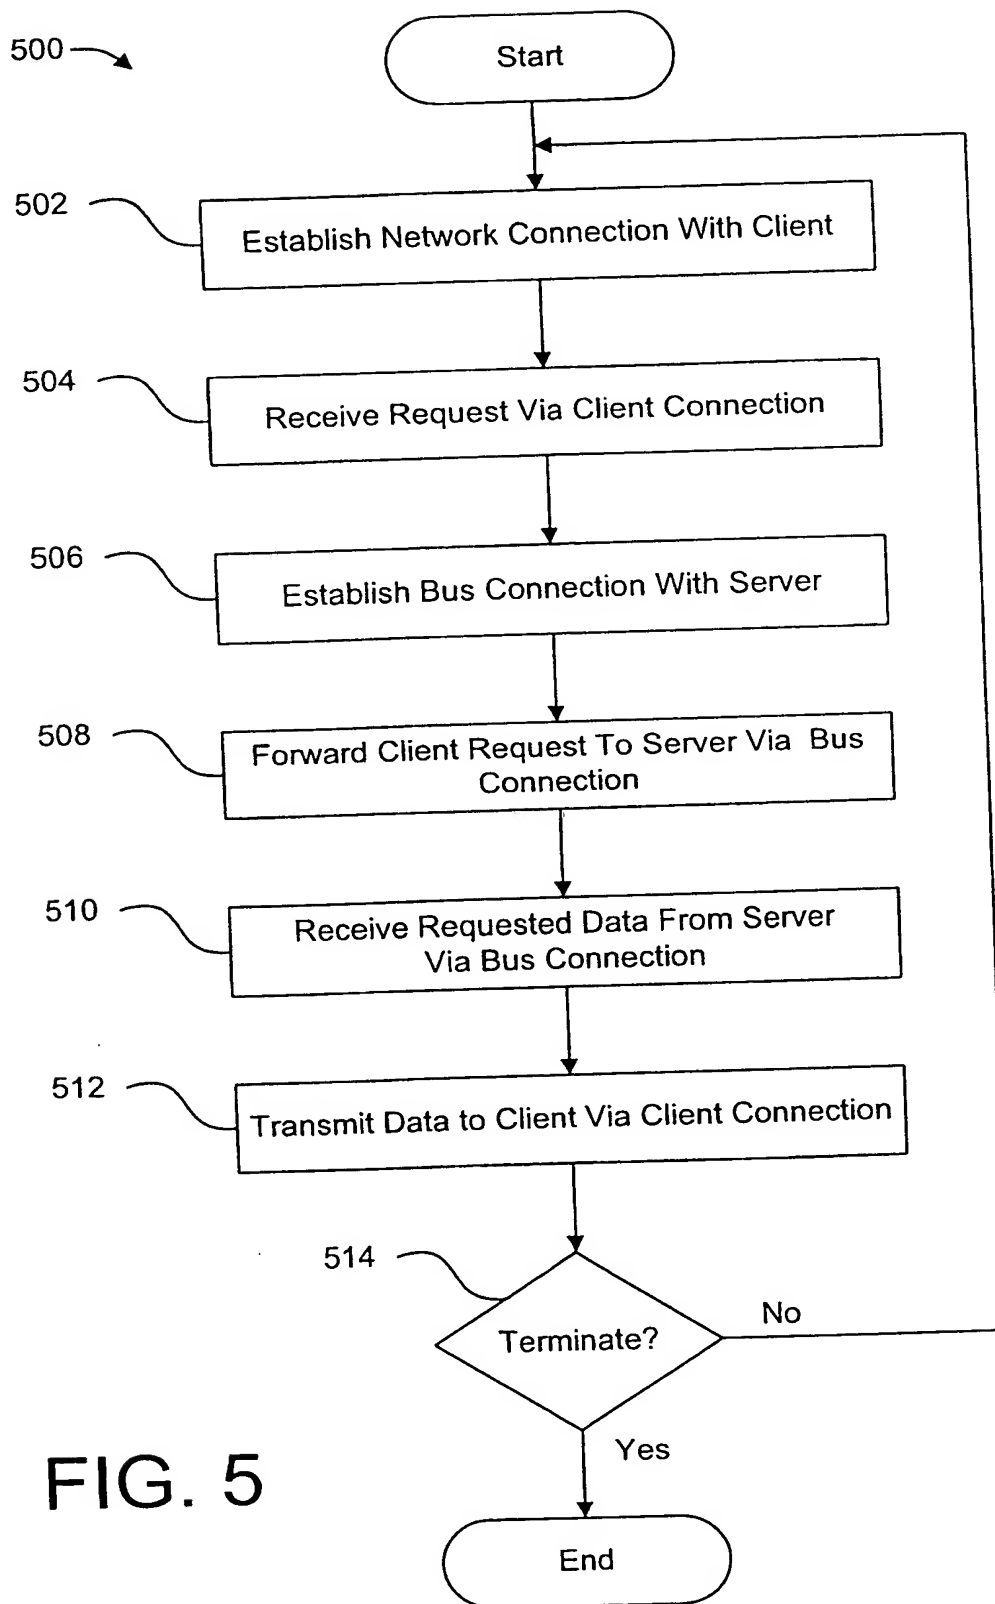 500
Start
502
Establish Network Connection With Client
504
Receive Request Via Client Connection
506
Establish Bus Connection With Server
508
Forward Client Request To Server Via Bus
Connection
510
Receive Requested Data From Server
Via Bus Connection
512
Transmit Data to Client Via Client Connection
514
Terminate?
No
Yes
FIG. 5
End